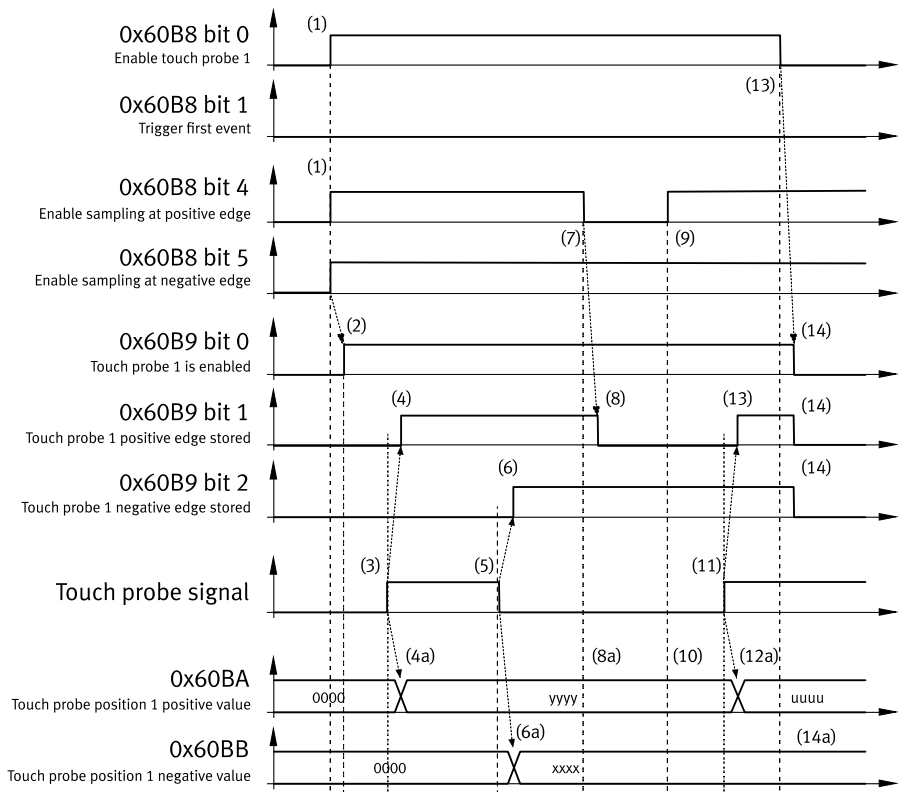 (1)
0x60B8 bit 0
Enable touch probe 1
(13)
0x60B8 bit 1
Trigger first event
(1)
0x60B8 bit 4
Enable sampling at positive edge
(7) (9)
0x60B8 bit 5
Enable sampling at negative edge
(2) (14)
0x60B9 bit 0
Touch probe 1 is enabled
(4) (8) (13) (14)
0x60B9 bit 1
Touch probe 1 positive edge stored
(6) (14)
0x60B9 bit 2
Touch probe 1 negative edge stored
(3) (5) (11)
Touch probe signal
(4a) (8a) (10) (12a)
0x60BA
Touch probe position 1 positive value
0000 yyyy uuuu
(6a) (14a)
0x60BB
Touch probe position 1 negative value
0000 xxxx